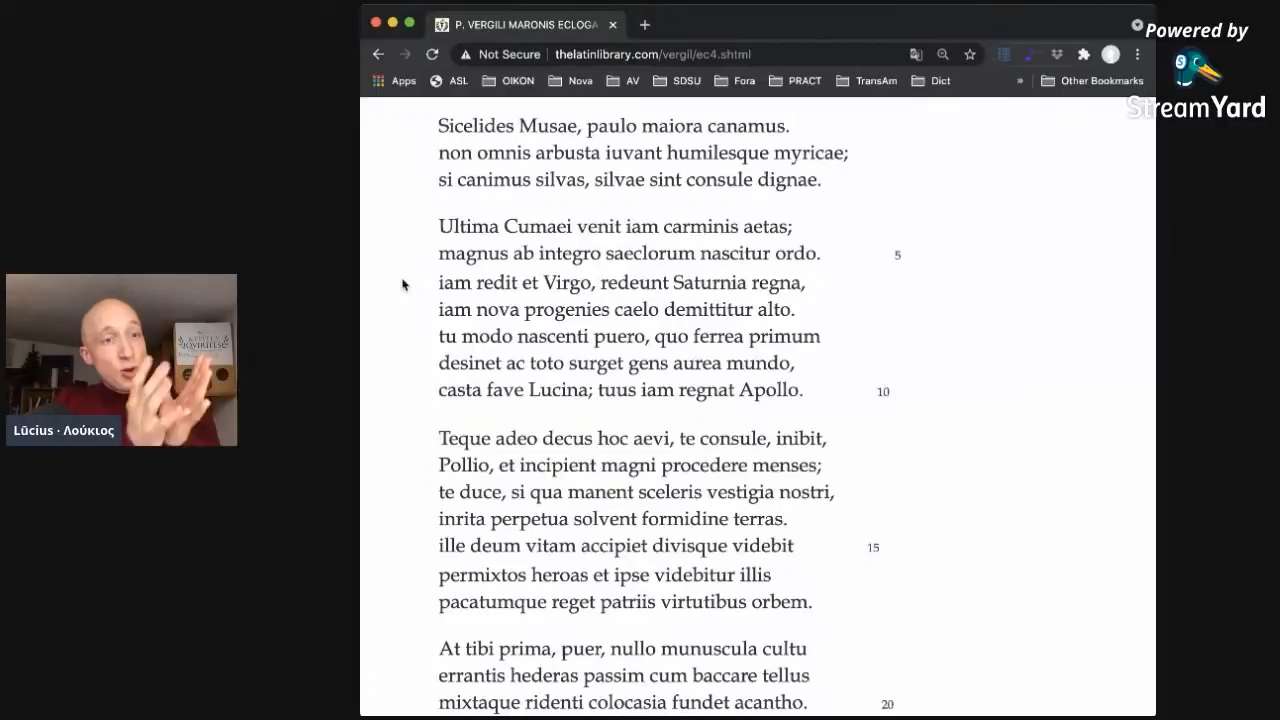 P. VERGILI MARONIS ECLOGA
Powered by
StreamYard
Not Secure
thelatinlibrary.com/vergil/ec4.shtml
Apps
ASL
OIKON
Nova
AV
SDSU
Fora
PRACT
TransAm
Dict
»
Other Bookmarks
Sicelides Musae, paulo maiora canamus.
non omnis arbusta iuvant humilesque myricae;
si canimus silvas, silvae sint consule dignae.
Ultima Cumaei venit iam carminis aetas;
magnus ab integro saeclorum nascitur ordo. 5
iam redit et Virgo, redeunt Saturnia regna,
iam nova progenies caelo demittitur alto.
tu modo nascenti puero, quo ferrea primum
desinet ac toto surget gens aurea mundo,
casta fave Lucina; tuus iam regnat Apollo. 10
Teque adeo decus hoc aevi, te consule, inibit,
Pollio, et incipient magni procedere menses;
te duce, si qua manent sceleris vestigia nostri,
inrita perpetua solvent formidine terras.
ille deum vitam accipiet divisque videbit 15
permixtos heroas et ipse videbitur illis
pacatumque reget patriis virtutibus orbem.
At tibi prima, puer, nullo munuscula cultu
errantis hederas passim cum baccare tellus
mixtaque ridenti colocasia fundet acantho. 20
Lūcius · Λούκιος